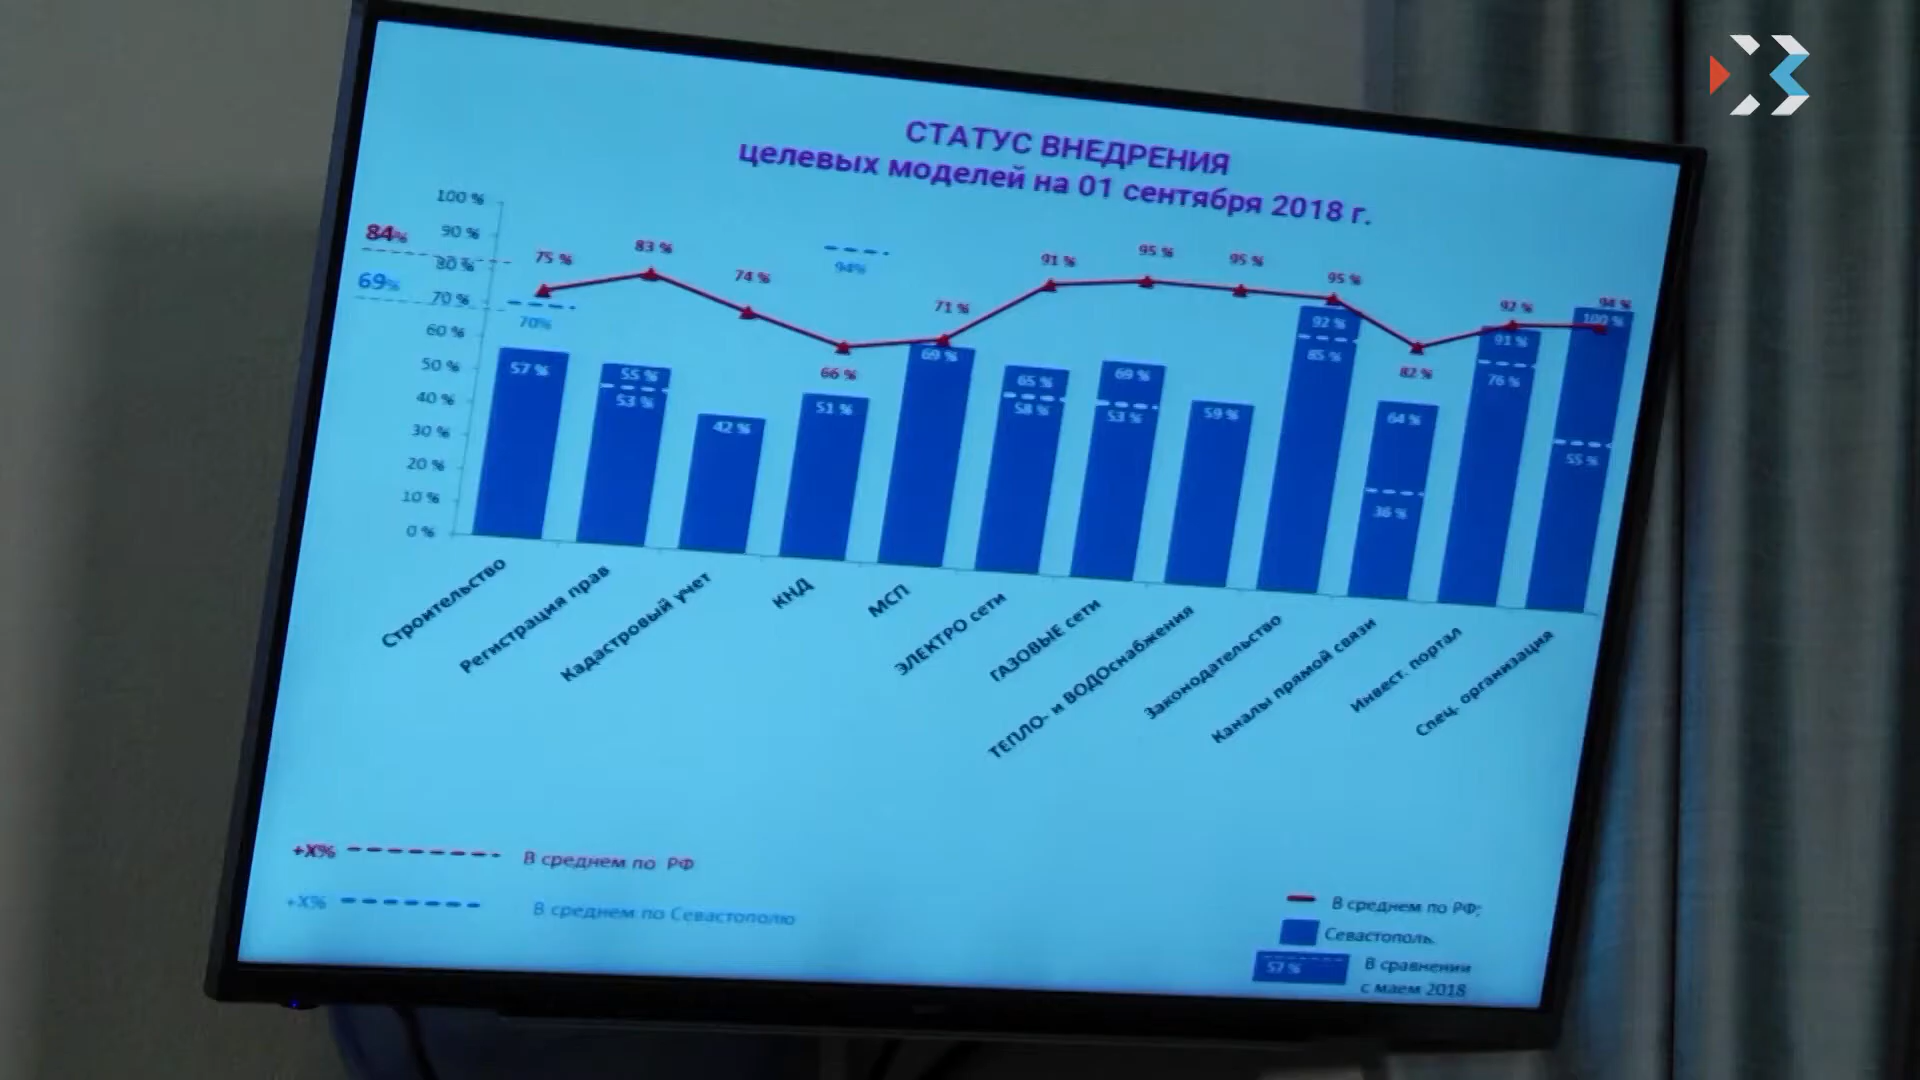 СТАТУС ВНЕДРЕНИЯ
целевых моделей на 01 сентября 2018 г.
100 %
90 %
80 %
70 %
60 %
50 %
40 %
30 %
20 %
10 %
0 %
84%
69%
75 %
83 %
74 %
94%
66 %
71 %
91 %
95 %
95 %
95 %
82 %
92 %
94 %
70%
57 %
55 %
53 %
42 %
51 %
69 %
65 %
58 %
69 %
53 %
59 %
92 %
85 %
64 %
36 %
91 %
76 %
100 %
55 %
Строительство
Регистрация прав
Кадастровый учет
КНД
МСП
ЭЛЕКТРО сети
ГАЗОВЫЕ сети
ТЕПЛО- и ВОДОснабжения
Законодательство
Каналы прямой связи
Инвест. портал
Спец. организация
+X% В среднем по РФ
+X% В среднем по Севастополю
В среднем по РФ;
Севастополь
57 % В сравнении
с маем 2018